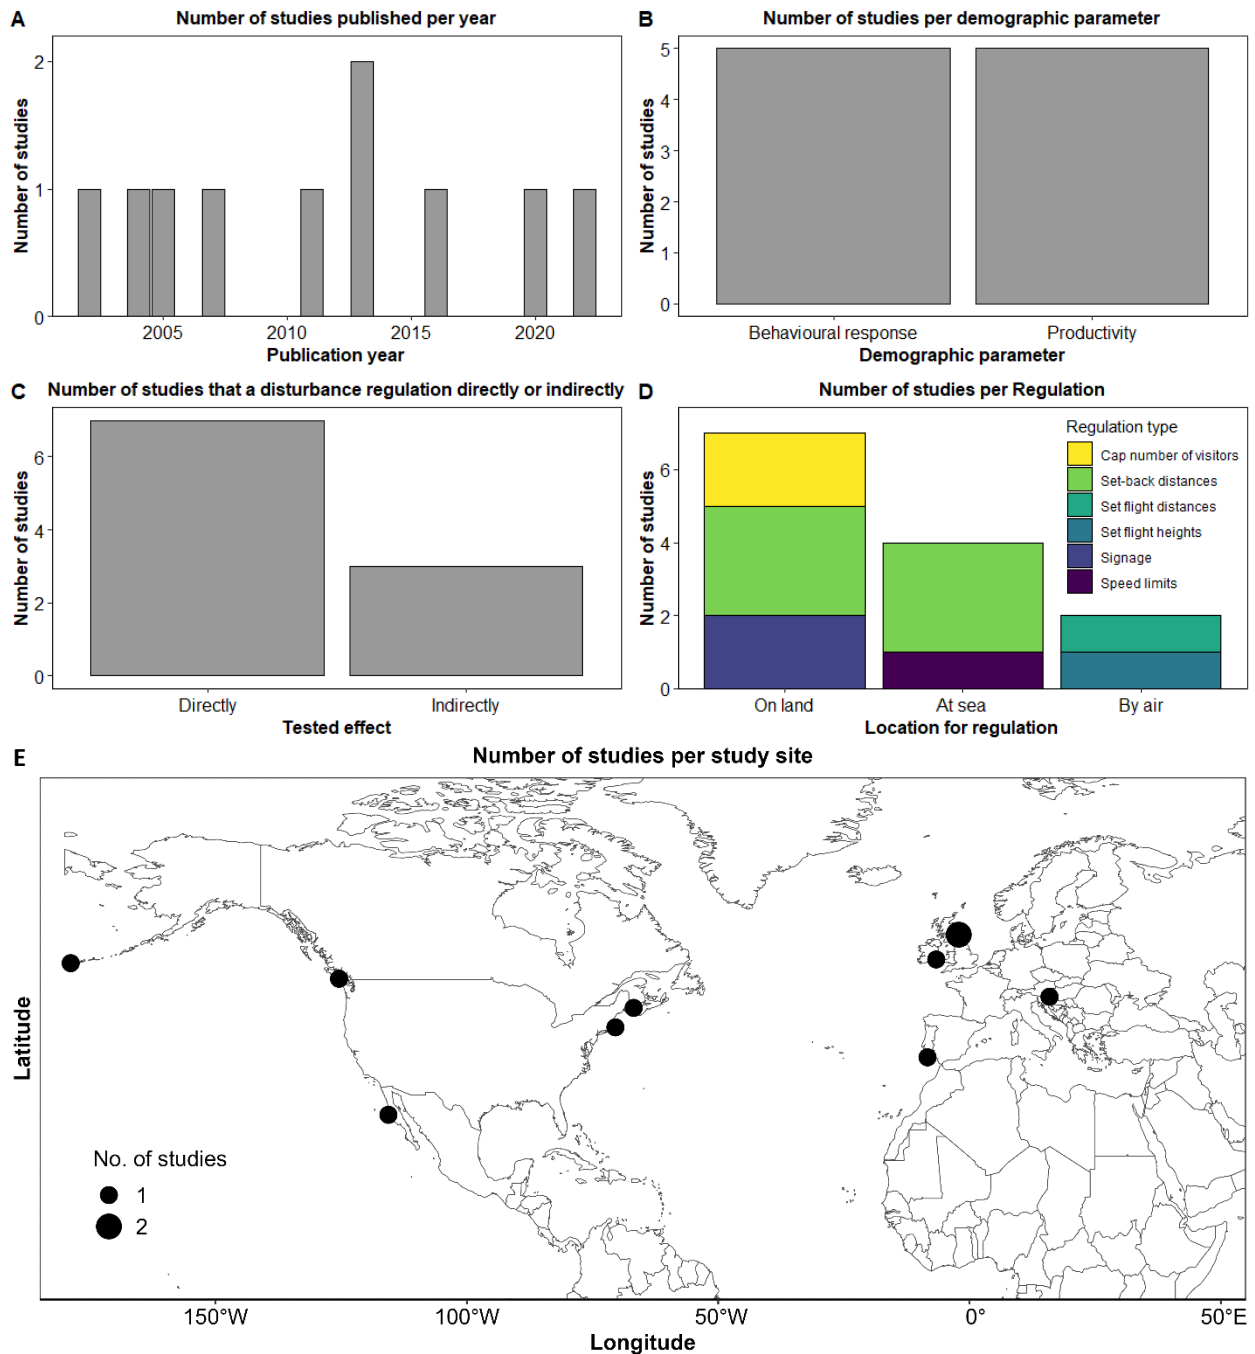 A
Number of studies published per year
Number of studies
2
1
0
2005
2010
2015
2020
Publication year
B
Number of studies per demographic parameter
Number of studies
5
4
3
2
1
0
Behavioural response
Productivity
Demographic parameter
C
Number of studies that a disturbance regulation directly or indirectly
Number of studies
6
4
2
0
Directly
Indirectly
Tested effect
D
Number of studies per Regulation
Number of studies
6
4
2
0
Regulation type
Cap number of visitors
Set-back distances
Set flight distances
Set flight heights
Signage
Speed limits
On land
At sea
By air
Location for regulation
E
Number of studies per study site
Latitude
No. of studies
1
2
150°W
100°W
50°W
0°
50°E
Longitude